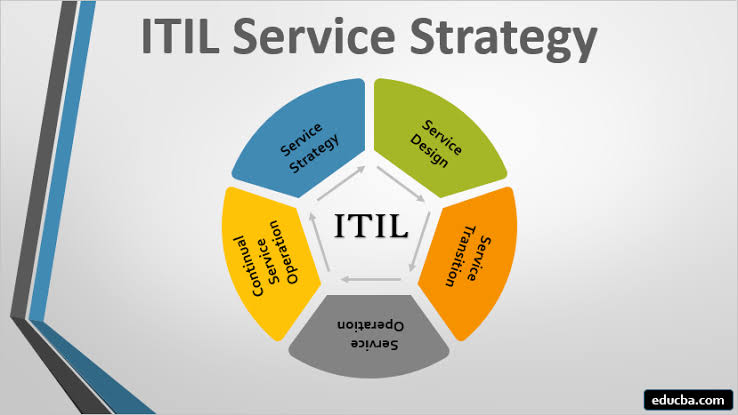 ITIL Service Strategy
Service
Strategy
Service
Design
Service
Transition
Service
Operation
Continual
Service
Operation
ITIL
educba.com